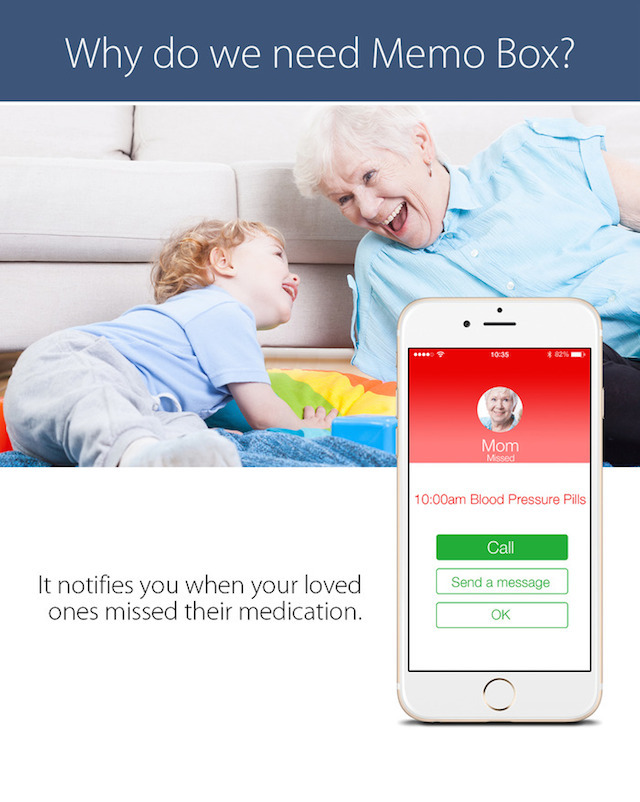 Why do we need Memo Box?
10:35
82%
Mom
Missed
10:00am Blood Pressure Pills
Call
Send a message
OK
It notifies you when your loved
ones missed their medication.